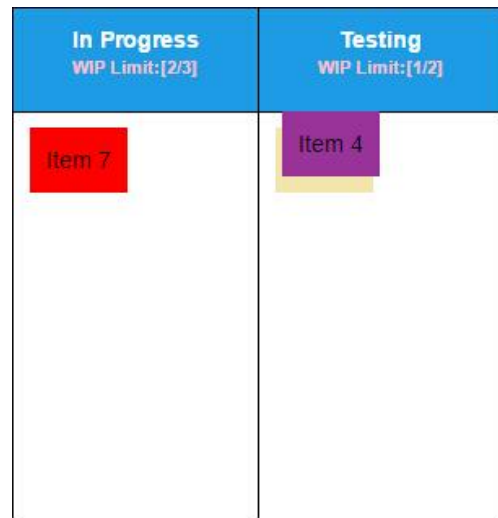 In Progress
WIP Limit:[2/3]
Testing
WIP Limit:[1/2]
Item 7
Item 4